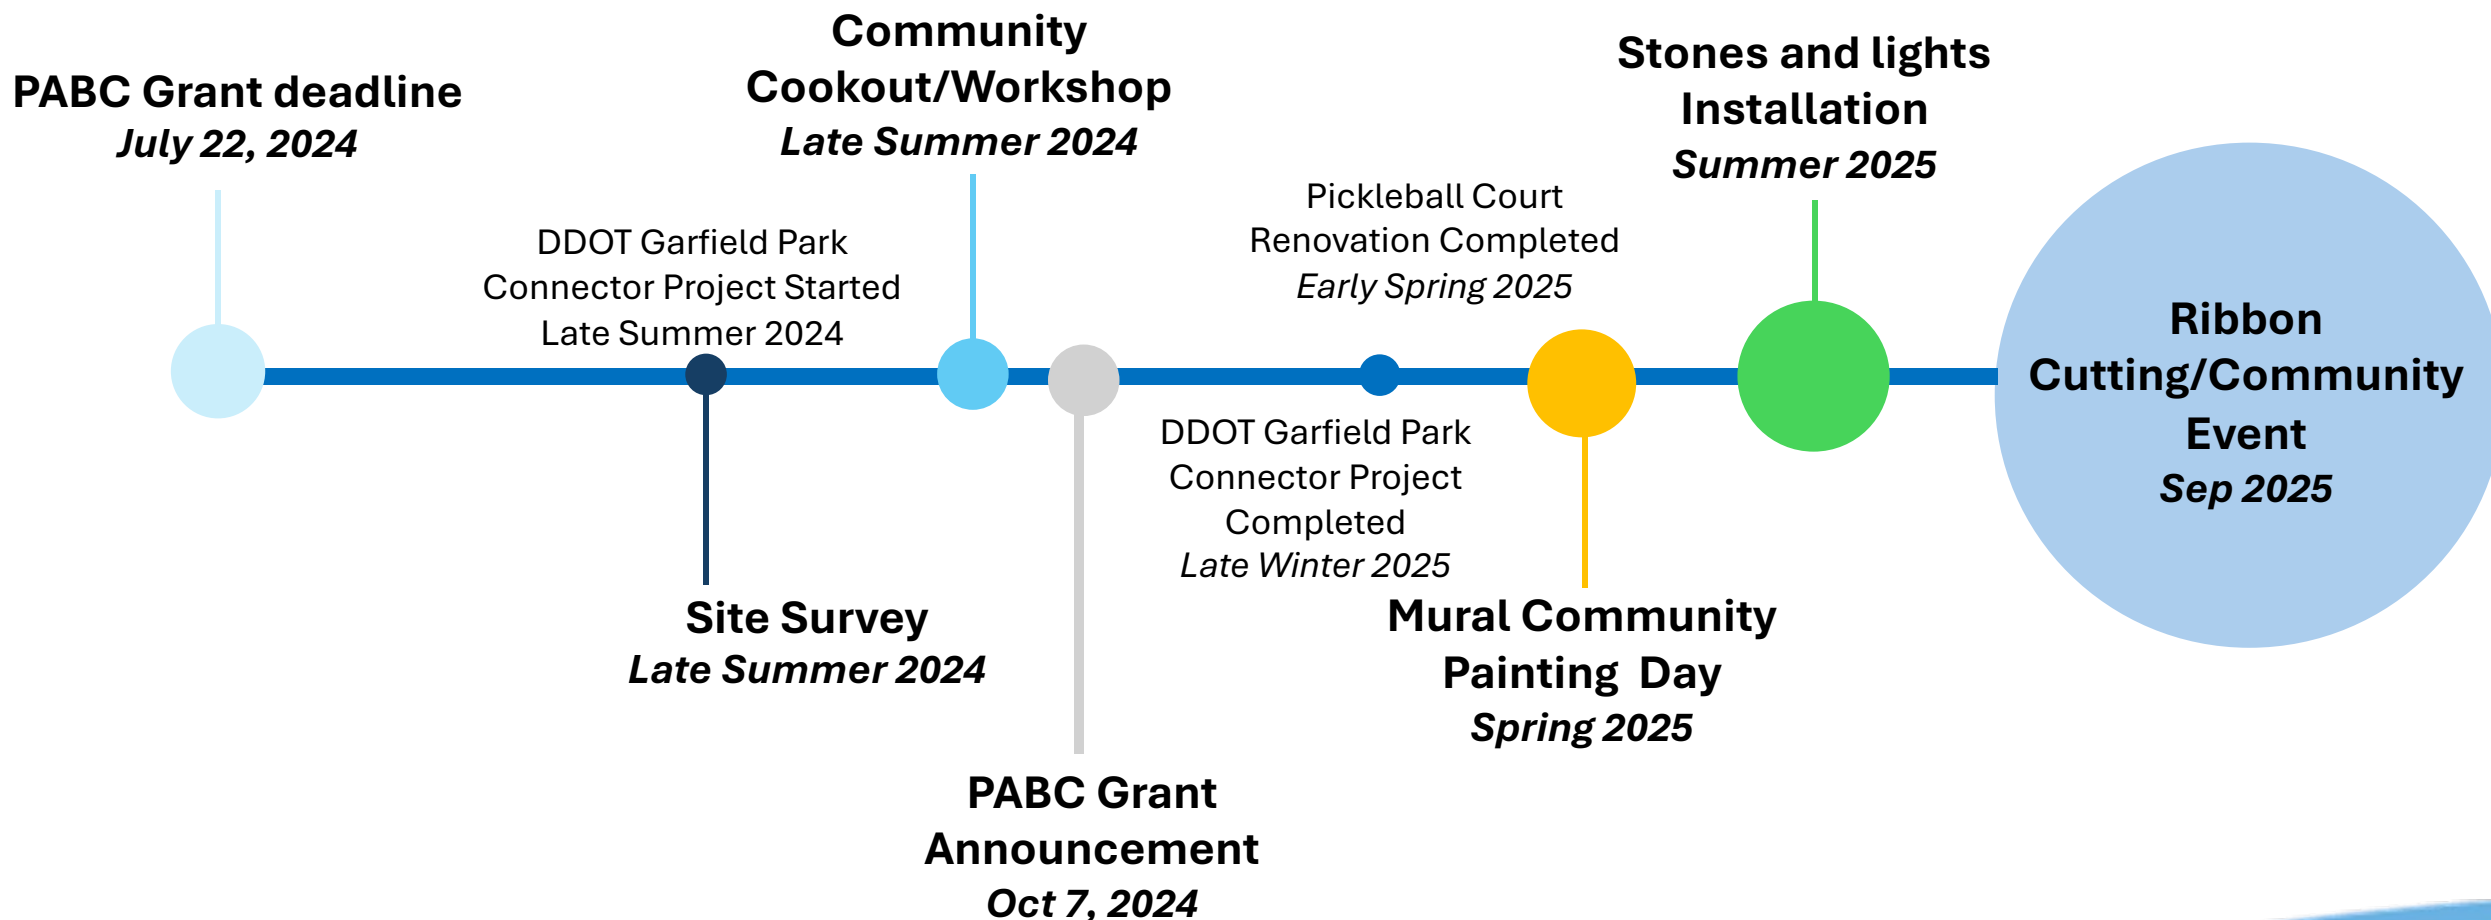 PABC Grant deadline
July 22, 2024
DDOT Garfield Park
Connector Project Started
Late Summer 2024
Site Survey
Late Summer 2024
Community
Cookout/Workshop
Late Summer 2024
PABC Grant
Announcement
Oct 7, 2024
DDOT Garfield Park
Connector Project
Completed
Late Winter 2025
Pickleball Court
Renovation Completed
Early Spring 2025
Mural Community
Painting Day
Spring 2025
Stones and lights
Installation
Summer 2025
Ribbon
Cutting/Community
Event
Sep 2025